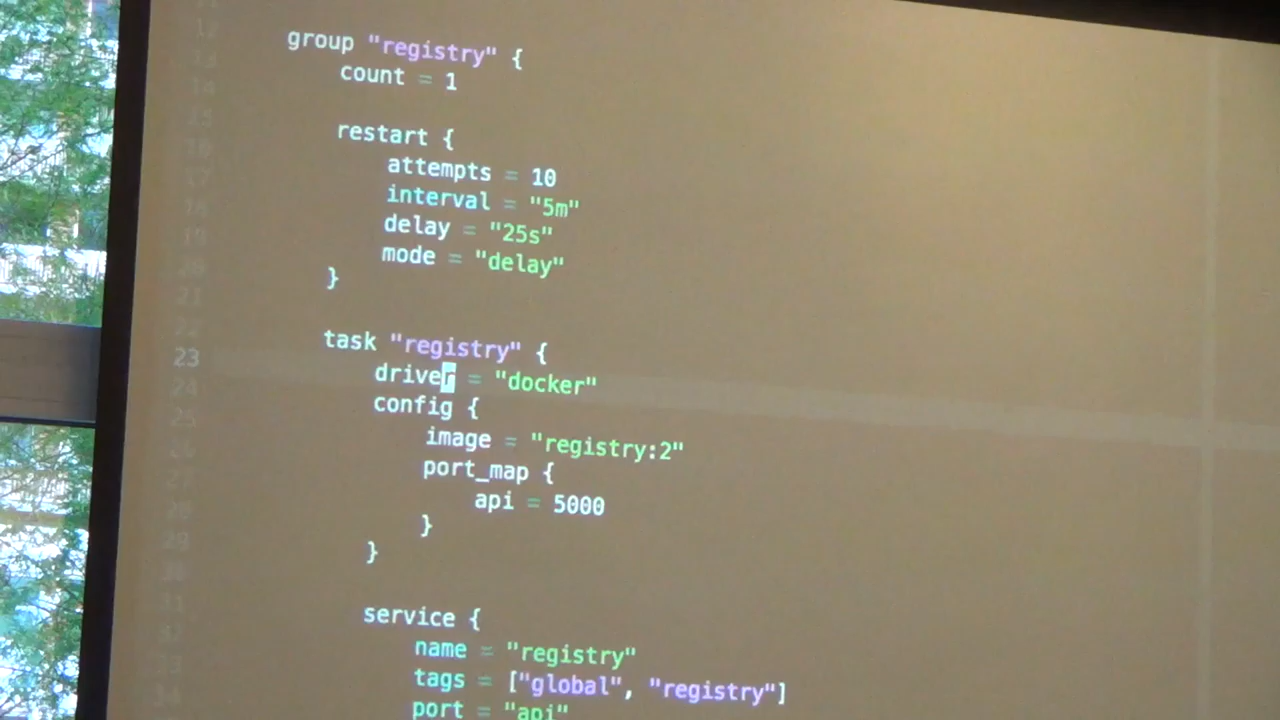 group "registry" {
count = 1
restart {
attempts = 10
interval = "5m"
delay = "25s"
mode = "delay"
}
task "registry" {
23 driver = "docker"
config {
image = "registry:2"
port_map {
api = 5000
}
}
service {
name = "registry"
tags = ["global", "registry"]
port = "api"